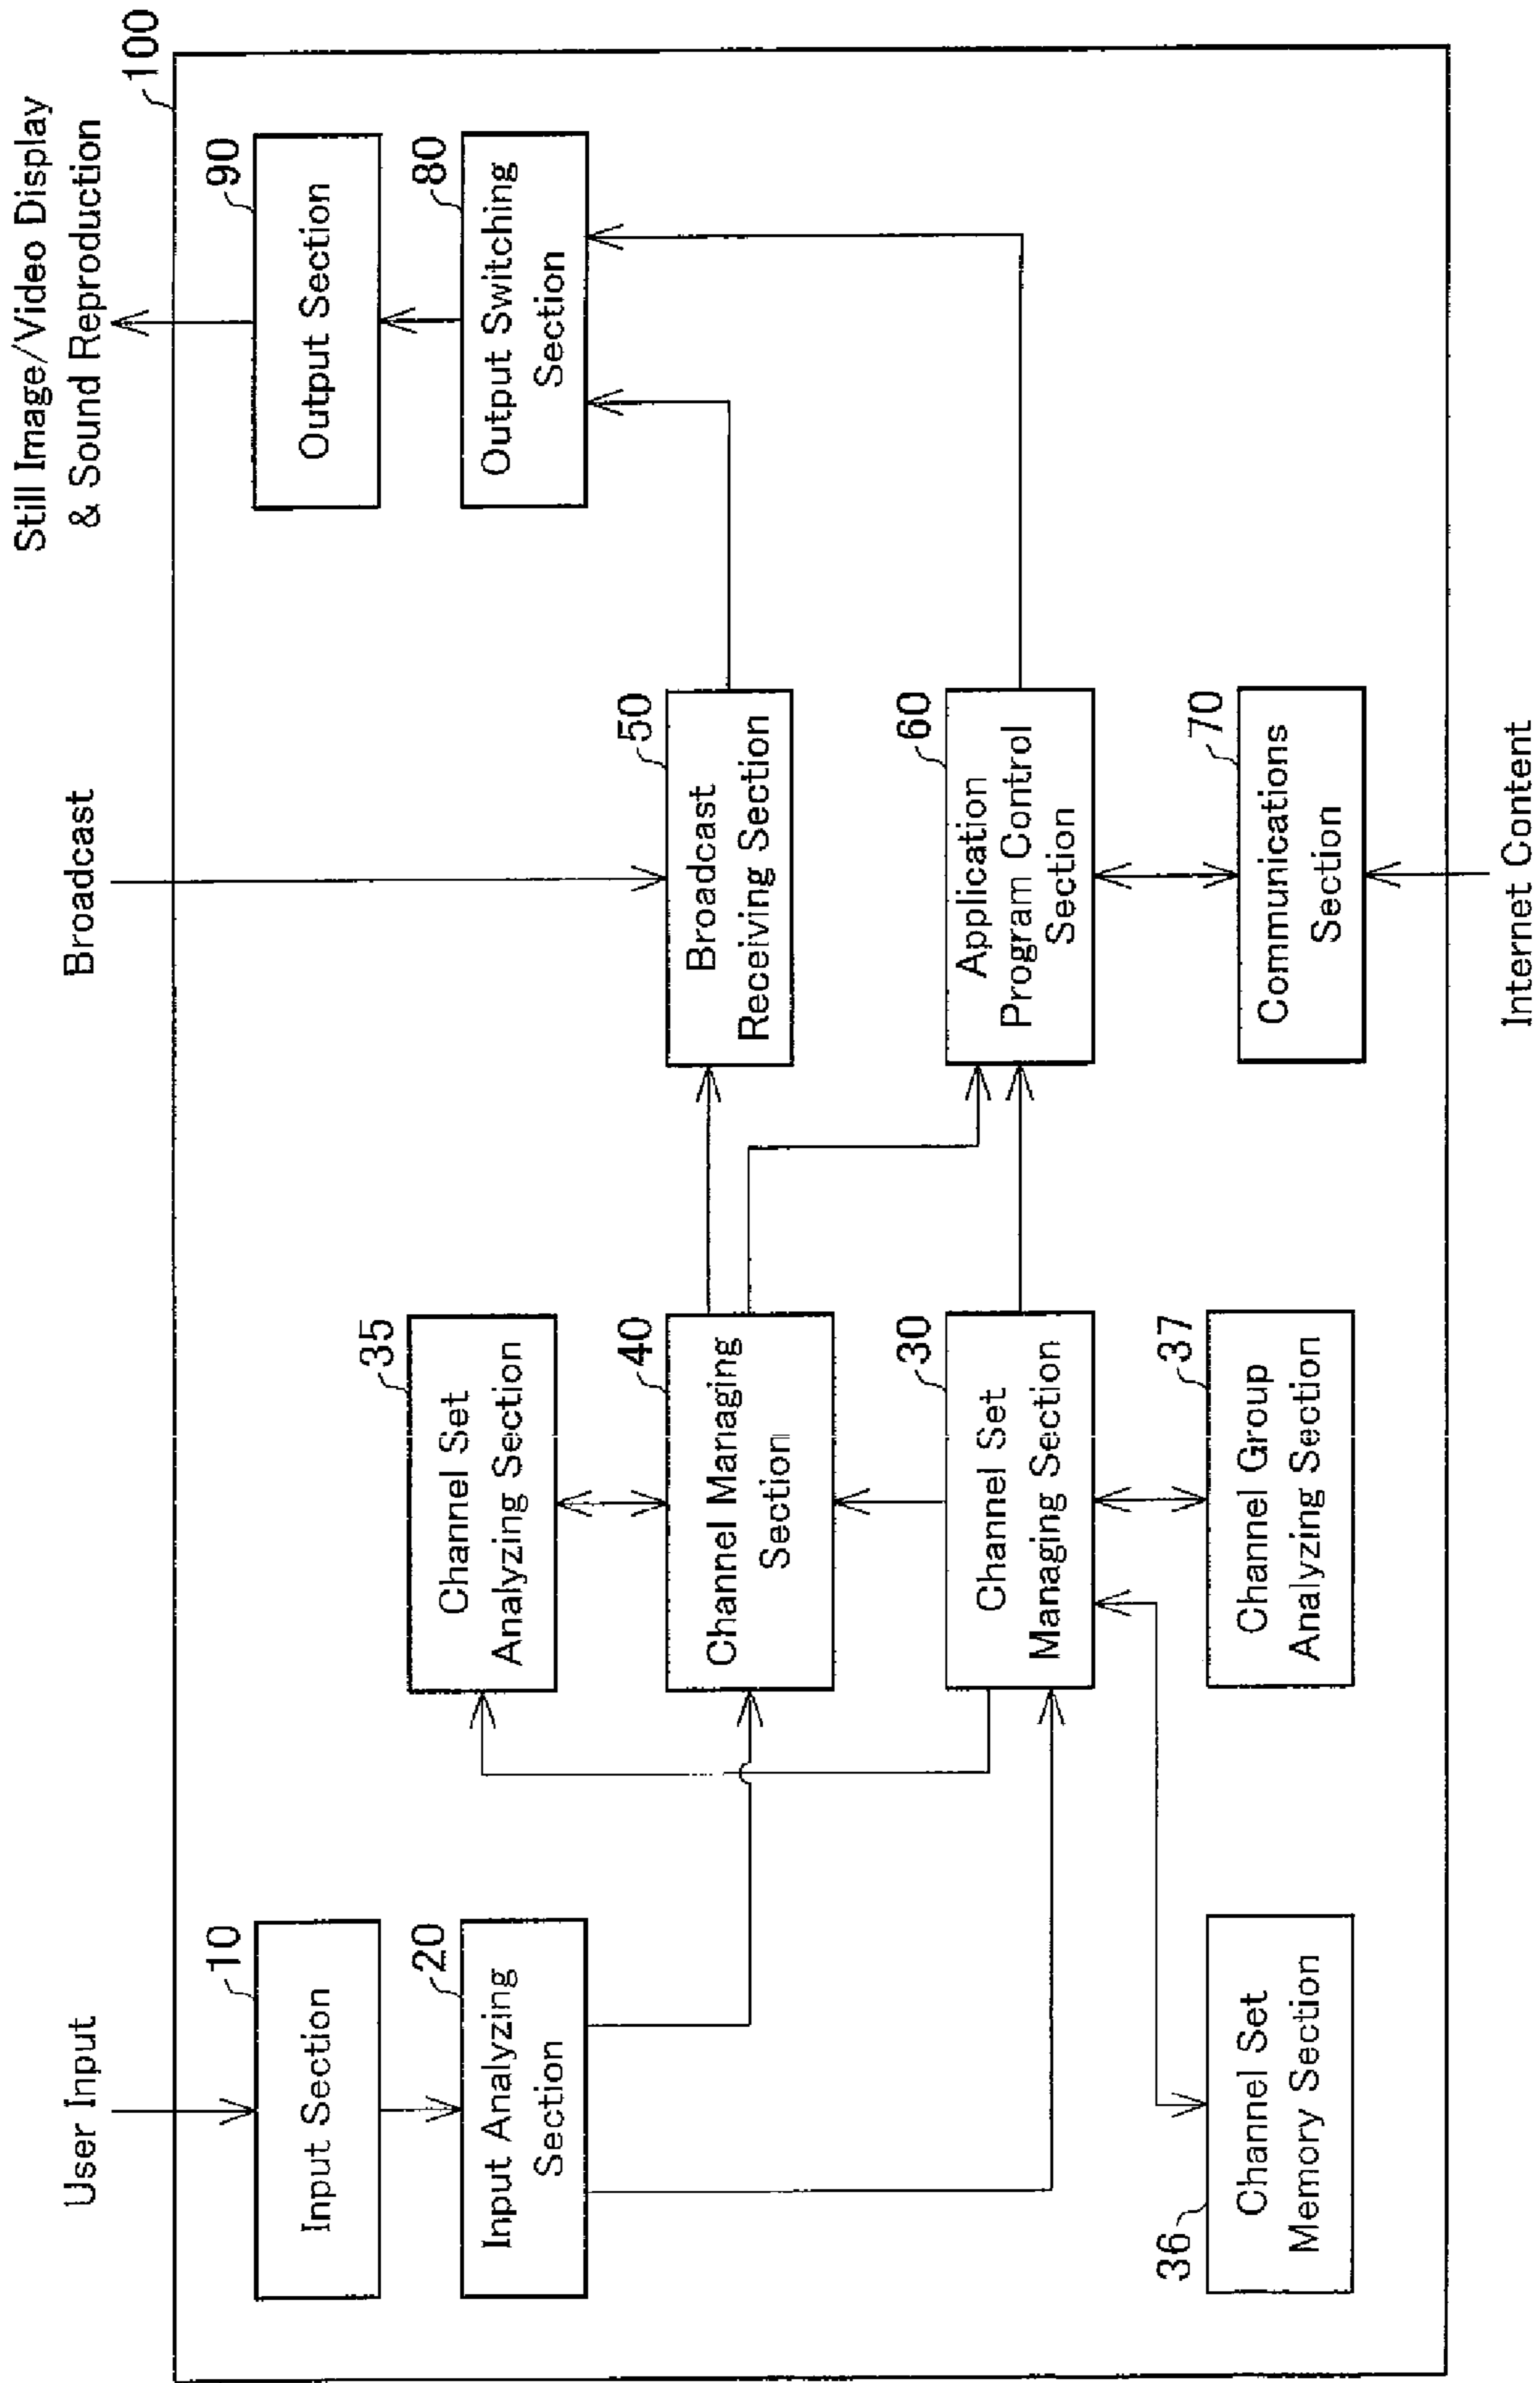 User Input
Broadcast
Still Image/Video Display
& Sound Reproduction
100
10
Input Section
20
Input Analyzing
Section
35
Channel Set
Analyzing Section
40
Channel Managing
Section
30
Channel Set
Managing Section
36
Channel Set
Memory Section
37
Channel Group
Analyzing Section
50
Broadcast
Receiving Section
60
Application
Program Control
Section
70
Communications
Section
90
Output Section
80
Output Switching
Section
Internet Content